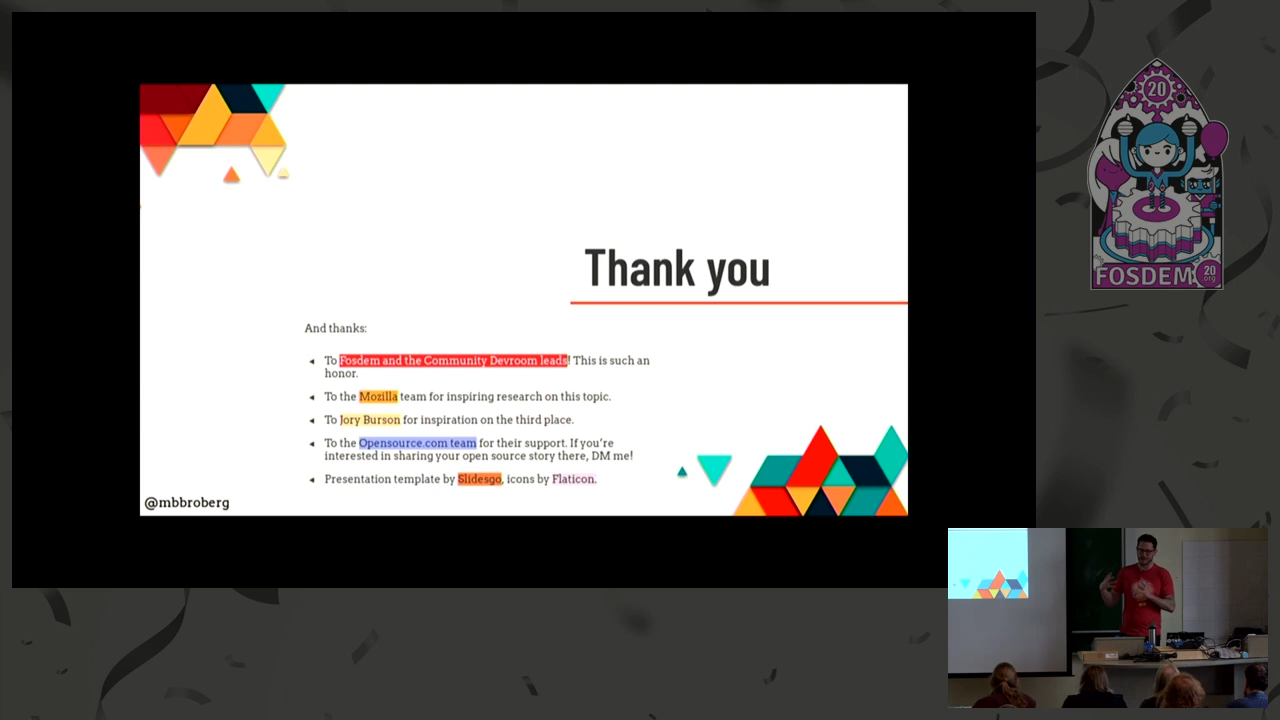 Thank you
And thanks:
To Fosdem and the Community Devroom leads! This is such an
honor.
To the Mozilla team for inspiring research on this topic.
To Jory Burson for inspiration on the third place.
To the Opensource.com team for their support. If you're
interested in sharing your open source story there, DM me!
Presentation template by Slidesgo, icons by Flaticon.
@mbbroberg
20
FOSDEM
20
.org